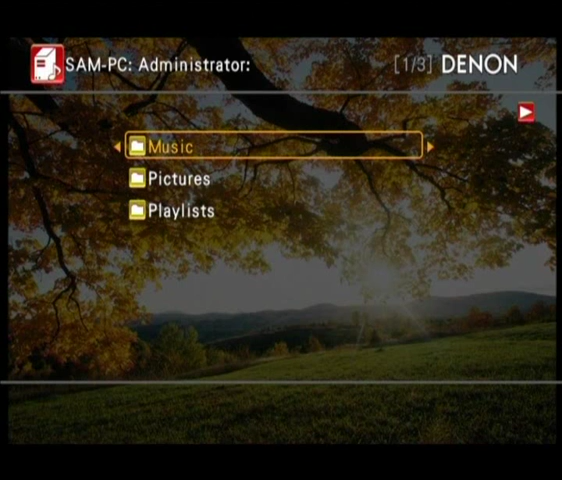 SAM-PC: Administrator:
[1/3] DENON
Music
Pictures
Playlists